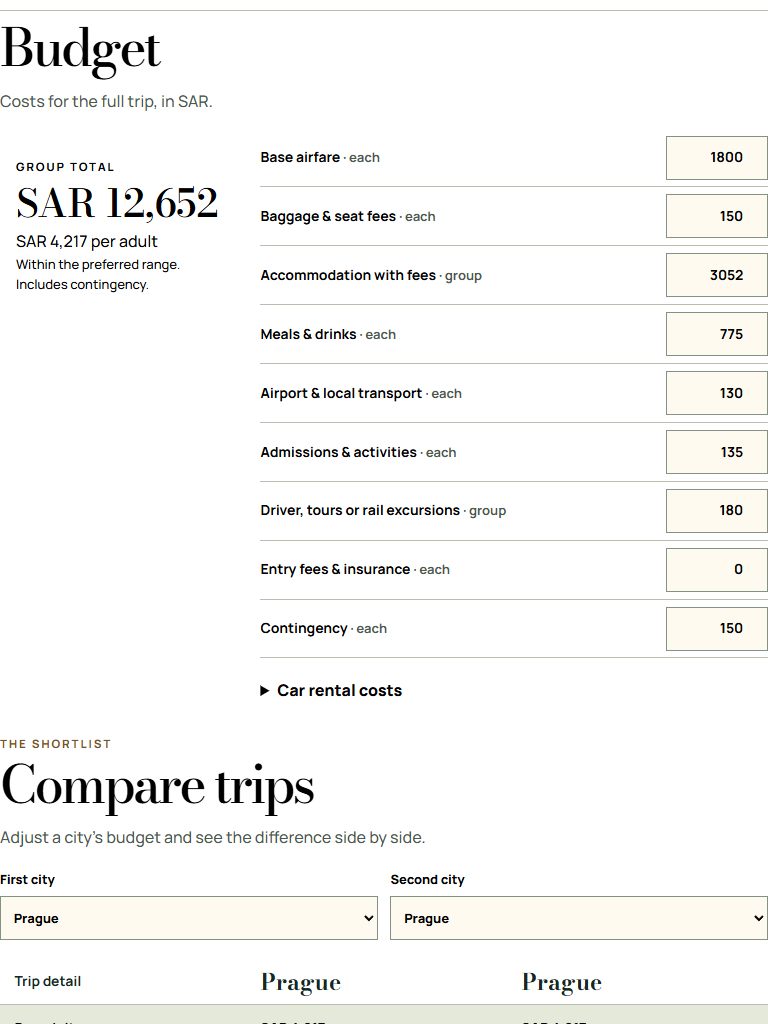 Budget
Costs for the full trip, in SAR.
GROUP TOTAL
SAR 12,652
SAR 4,217 per adult
Within the preferred range.
Includes contingency.
Base airfare · each 1800
Baggage & seat fees · each 150
Accommodation with fees · group 3052
Meals & drinks · each 775
Airport & local transport · each 130
Admissions & activities · each 135
Driver, tours or rail excursions · group 180
Entry fees & insurance · each 0
Contingency · each 150
▶ Car rental costs
THE SHORTLIST
Compare trips
Adjust a city's budget and see the difference side by side.
First city Second city
Prague Prague
Trip detail Prague Prague